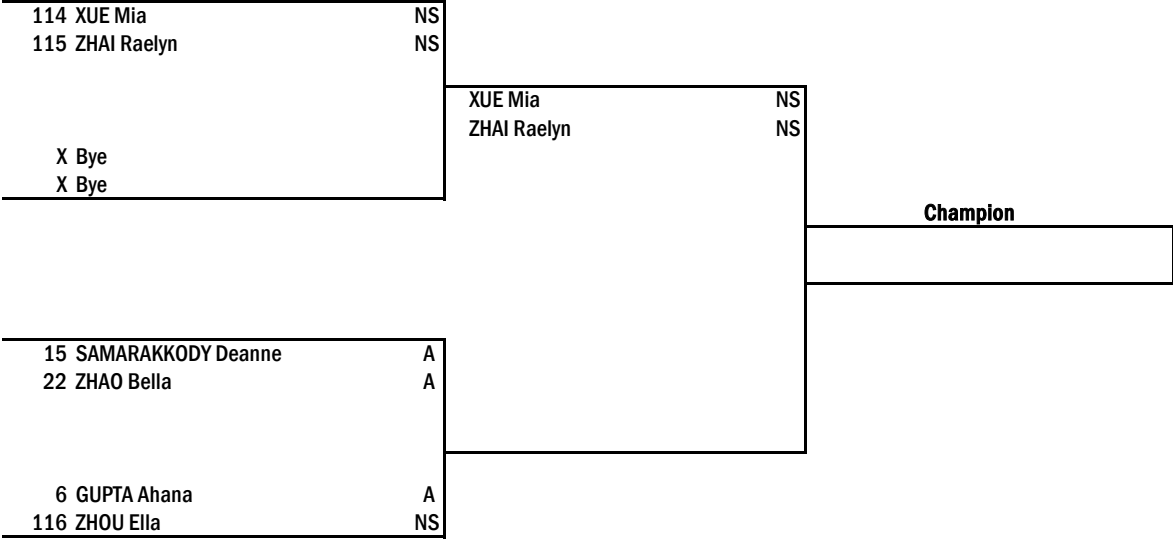 114 XUE Mia NS
115 ZHAI Raelyn NS
XUE Mia NS
ZHAI Raelyn NS
X Bye
X Bye
Champion
15 SAMARAKKODY Deanne A
22 ZHAO Bella A
6 GUPTA Ahana A
116 ZHOU Ella NS